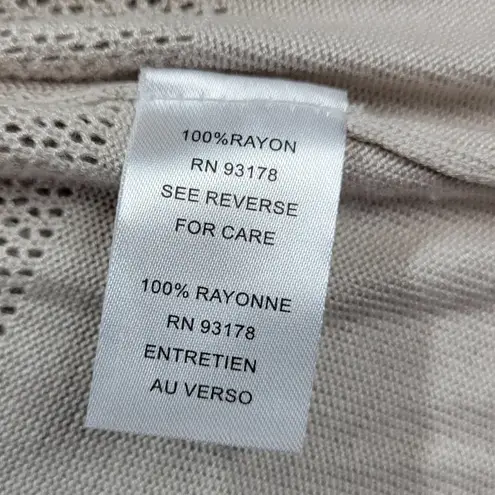 100%RAYON
RN 93178
SEE REVERSE
FOR CARE
100% RAYONNE
RN 93178
ENTRETIEN
AU VERSO